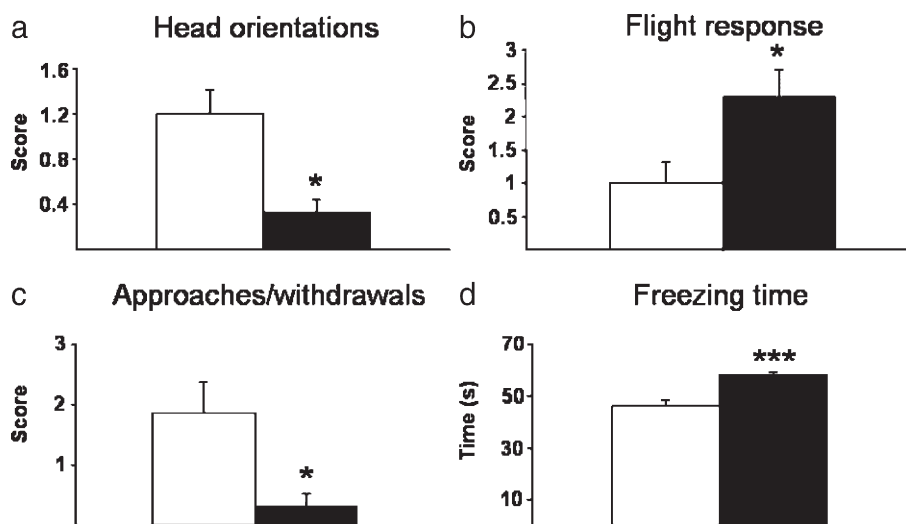 a Head orientations
1.6
1.2
0.8
0.4
Score
*
b Flight response
3
2.5
2
1.5
1
0.5
Score
*
c Approaches/withdrawals
3
2
1
Score
*
d Freezing time
70
50
30
10
Time (s)
***